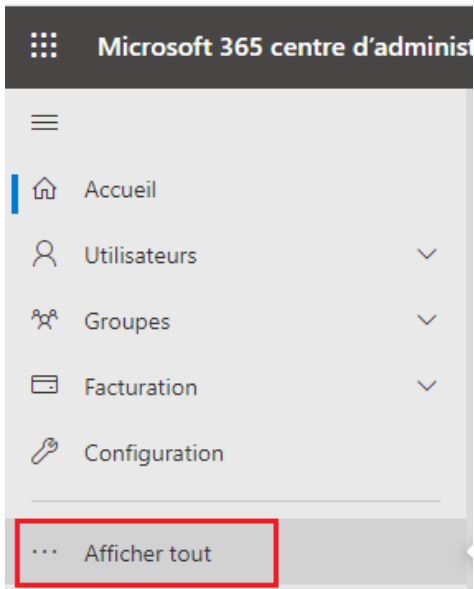 Microsoft 365 centre d’administ
Accueil
Utilisateurs
Groupes
Facturation
Configuration
Afficher tout